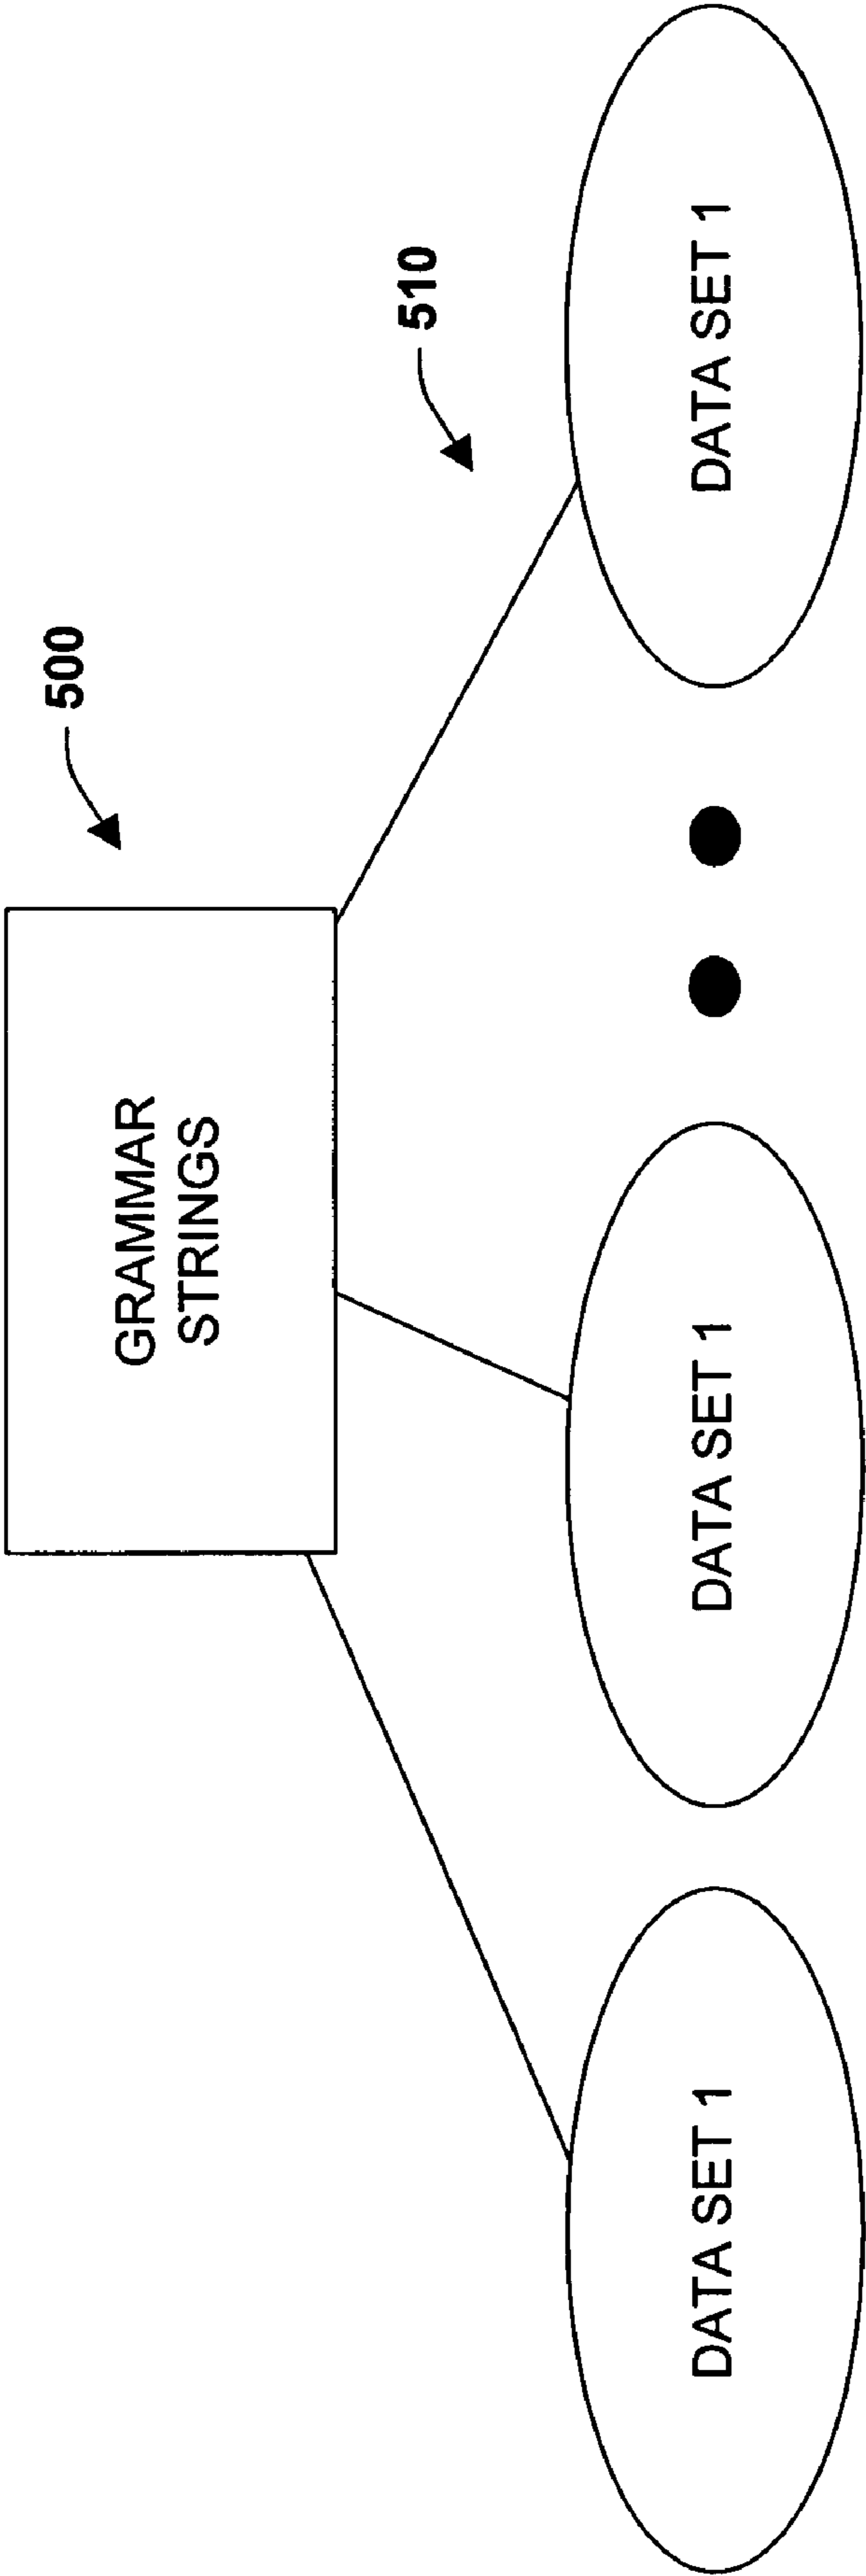 500
GRAMMAR
STRINGS
510
DATA SET 1
DATA SET 1
DATA SET 1